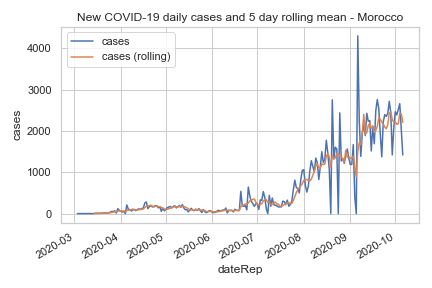 New COVID-19 daily cases and 5 day rolling mean - Morocco
cases
cases (rolling)
4000
3000
2000
1000
0
cases
2020-03
2020-04
2020-05
2020-06
2020-07
2020-08
2020-09
2020-10
dateRep